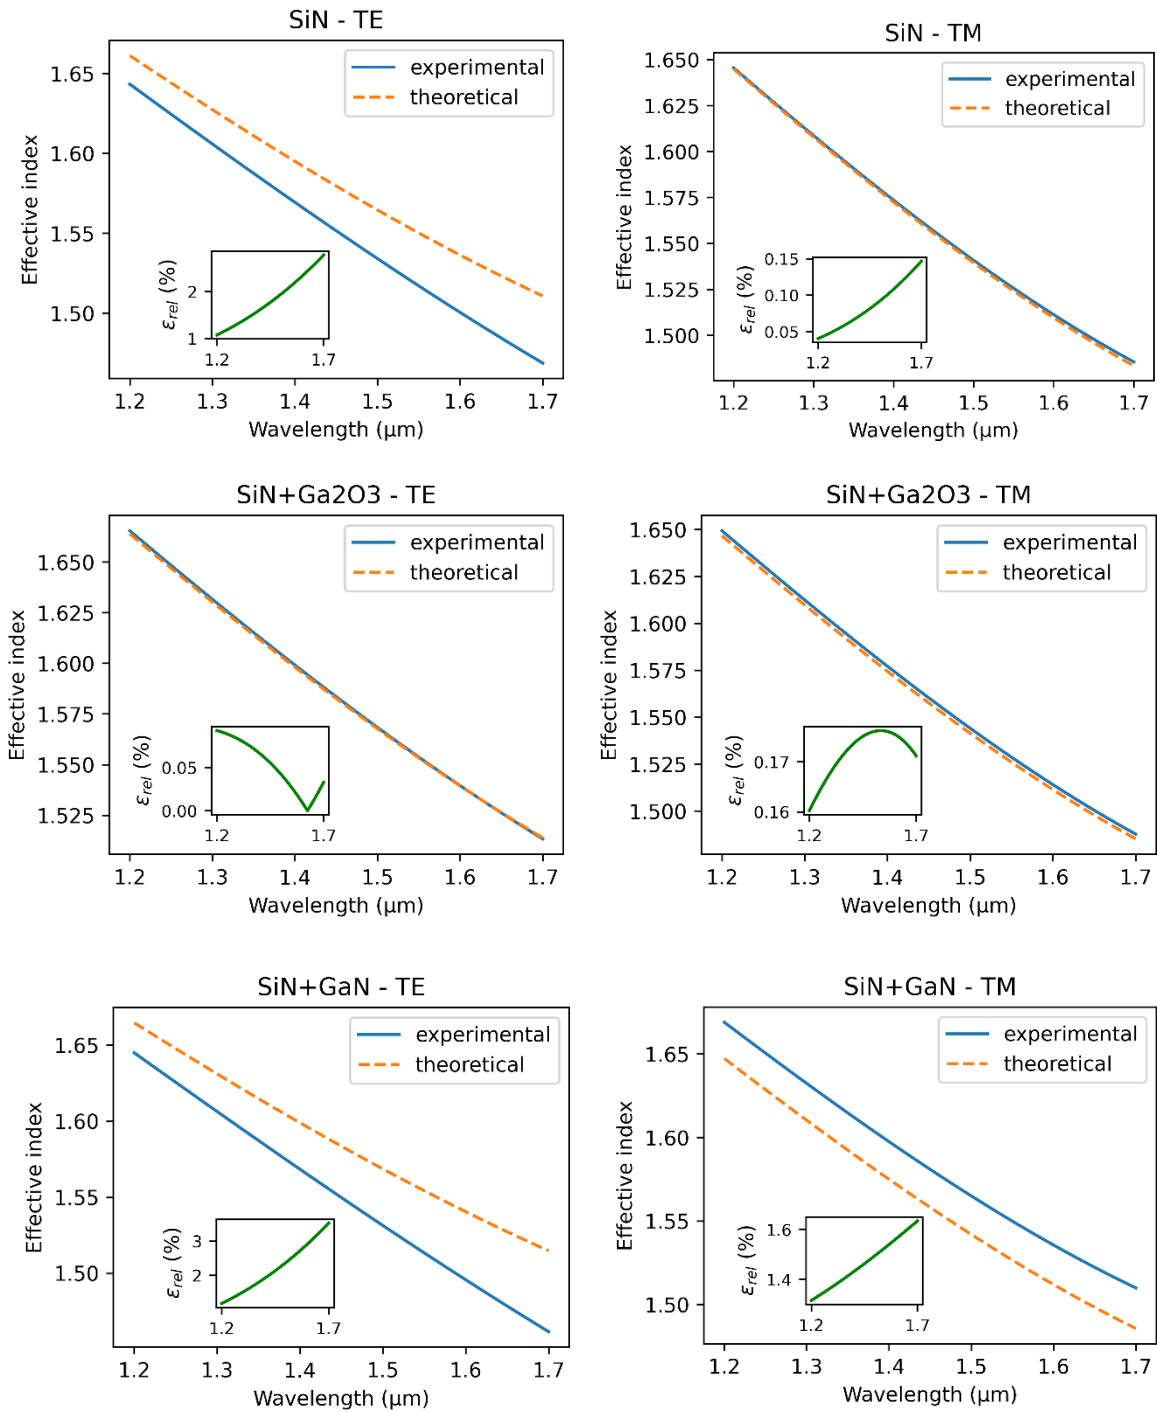 SiN - TE
experimental
theoretical
1.65
1.60
1.55
1.50
Effective index
εrel (%)
2
1
1.2 1.7
1.2 1.3 1.4 1.5 1.6 1.7
Wavelength (μm)
SiN - TM
experimental
theoretical
1.650
1.625
1.600
1.575
1.550
1.525
1.500
Effective index
εrel (%)
0.15
0.10
0.05
1.2 1.7
1.2 1.3 1.4 1.5 1.6 1.7
Wavelength (μm)
SiN+Ga2O3 - TE
experimental
theoretical
1.650
1.625
1.600
1.575
1.550
1.525
Effective index
εrel (%)
0.05
0.00
1.2 1.7
1.2 1.3 1.4 1.5 1.6 1.7
Wavelength (μm)
SiN+Ga2O3 - TM
experimental
theoretical
1.650
1.625
1.600
1.575
1.550
1.525
1.500
Effective index
εrel (%)
0.17
0.16
1.2 1.7
1.2 1.3 1.4 1.5 1.6 1.7
Wavelength (μm)
SiN+GaN - TE
experimental
theoretical
1.65
1.60
1.55
1.50
Effective index
εrel (%)
3
2
1.2 1.7
1.2 1.3 1.4 1.5 1.6 1.7
Wavelength (μm)
SiN+GaN - TM
experimental
theoretical
1.65
1.60
1.55
1.50
Effective index
εrel (%)
1.6
1.4
1.2 1.7
1.2 1.3 1.4 1.5 1.6 1.7
Wavelength (μm)